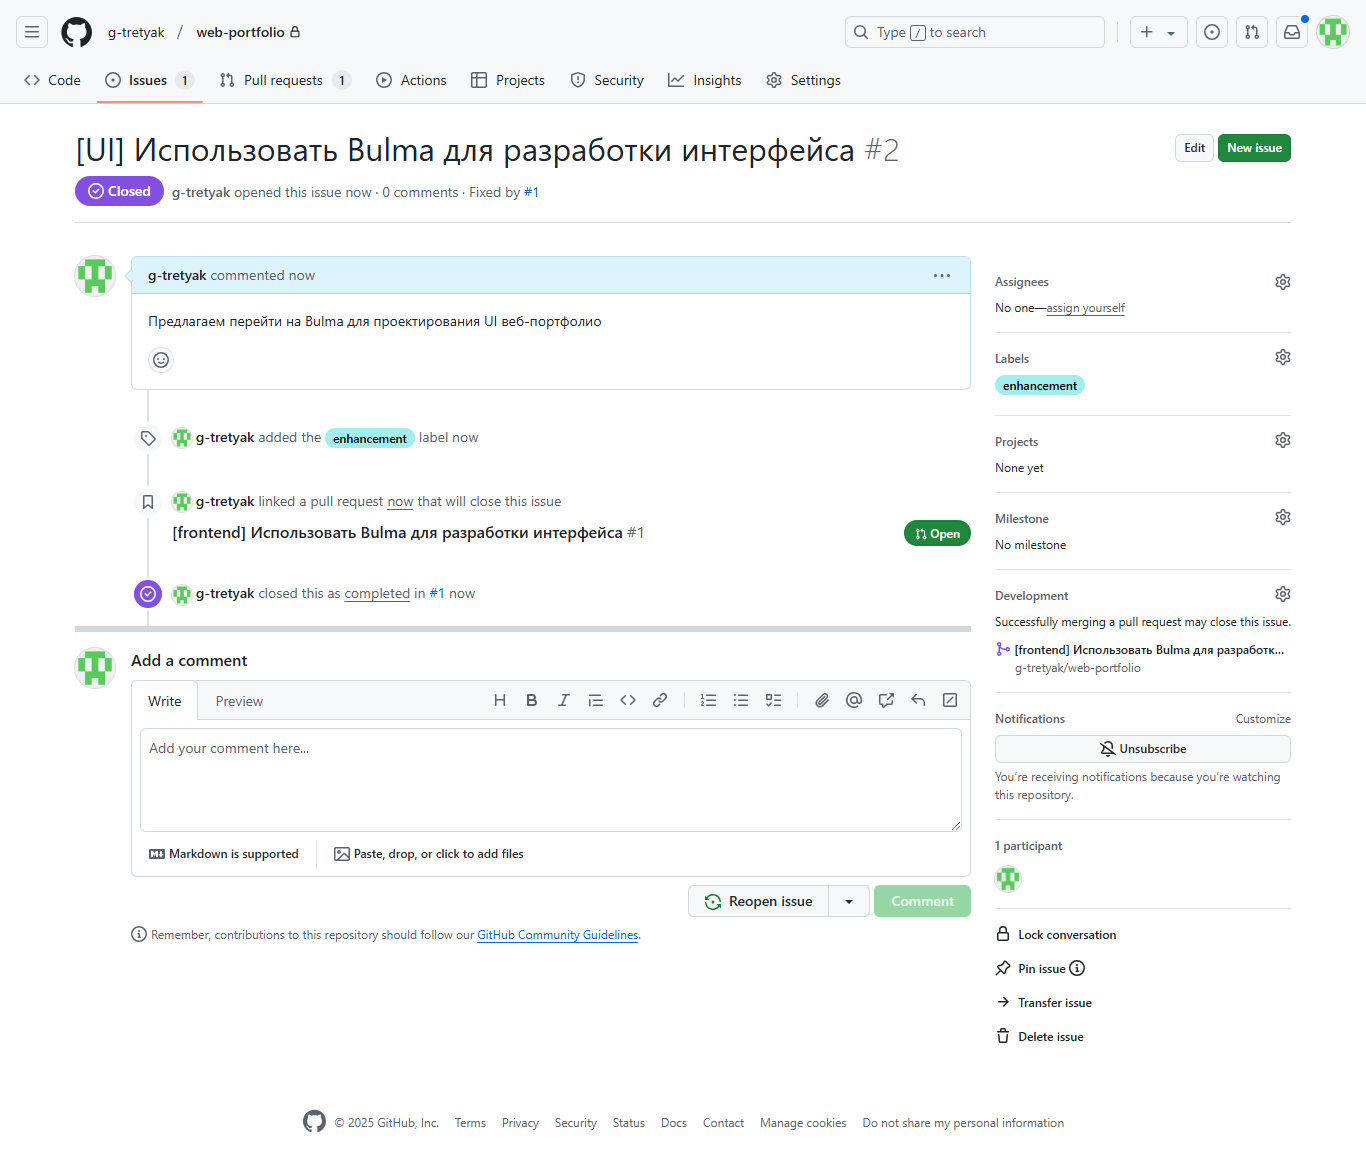 g-tretyak / web-portfolio
Type / to search
Code
Issues 1
Pull requests 1
Actions
Projects
Security
Insights
Settings
[UI] Использовать Bulma для разработки интерфейса #2
Edit
New issue
Closed
g-tretyak opened this issue now · 0 comments · Fixed by #1
g-tretyak commented now
Предлагаем перейти на Bulma для проектирования UI веб-портфолио
g-tretyak added the enhancement label now
g-tretyak linked a pull request now that will close this issue
[frontend] Использовать Bulma для разработки интерфейса #1
Open
g-tretyak closed this as completed in #1 now
Add a comment
Write
Preview
Add your comment here...
Markdown is supported
Paste, drop, or click to add files
Reopen issue
Comment
Remember, contributions to this repository should follow our GitHub Community Guidelines.
Assignees
No one—assign yourself
Labels
enhancement
Projects
None yet
Milestone
No milestone
Development
Successfully merging a pull request may close this issue.
[frontend] Использовать Bulma для разработк...
g-tretyak/web-portfolio
Notifications
Customize
Unsubscribe
You're receiving notifications because you're watching
this repository.
1 participant
Lock conversation
Pin issue
Transfer issue
Delete issue
© 2025 GitHub, Inc.
Terms
Privacy
Security
Status
Docs
Contact
Manage cookies
Do not share my personal information